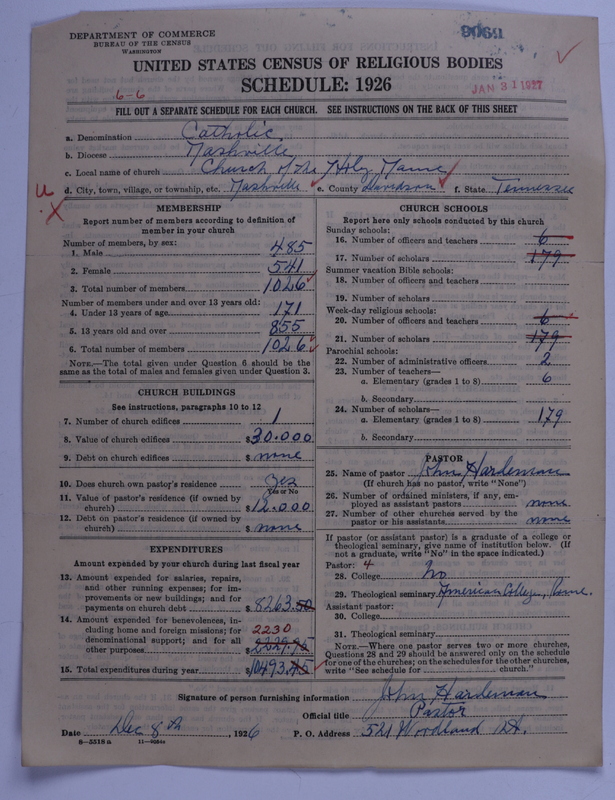 DEPARTMENT OF COMMERCE
BUREAU OF THE CENSUS
WASHINGTON
UNITED STATES CENSUS OF RELIGIOUS BODIES
SCHEDULE: 1926
JAN 31 1927
6-6
FILL OUT A SEPARATE SCHEDULE FOR EACH CHURCH. SEE INSTRUCTIONS ON THE BACK OF THIS SHEET
a. Denomination Catholic
b. Diocese Nashville
c. Local name of church Church of the Holy Name
d. City, town, village, or township, etc. Nashville e. County Davidson f. State Tennessee
MEMBERSHIP
Report number of members according to definition of
member in your church
Number of members, by sex:
1. Male 485
2. Female 541
3. Total number of members 1026
Number of members under and over 13 years old:
4. Under 13 years of age 171
5. 13 years old and over 855
6. Total number of members 1026
NOTE.—The total given under Question 6 should be the
same as the total of males and females given under Question 3.
CHURCH BUILDINGS
See instructions, paragraphs 10 to 12
7. Number of church edifices 1
8. Value of church edifices $30.000
9. Debt on church edifices $ none
10. Does church own pastor's residence yes
Yes or No
11. Value of pastor's residence (if owned by
church) $12.000
12. Debt on pastor's residence (if owned by
church) $ none
EXPENDITURES
Amount expended by your church during last fiscal year
13. Amount expended for salaries, repairs,
and other running expenses; for im-
provements or new buildings; and for
payments on church debt $8263.50
14. Amount expended for benevolences, in-
cluding home and foreign missions; for 2230
denominational support; and for all
other purposes $2229.95
15. Total expenditures during year $10493.45
CHURCH SCHOOLS
Report here only schools conducted by this church
Sunday schools:
16. Number of officers and teachers 6
17. Number of scholars 179
Summer vacation Bible schools:
18. Number of officers and teachers
19. Number of scholars
Week-day religious schools:
20. Number of officers and teachers 6
21. Number of scholars 179
Parochial schools:
22. Number of administrative officers 2
23. Number of teachers—
a. Elementary (grades 1 to 8) 6
b. Secondary
24. Number of scholars—
a. Elementary (grades 1 to 8) 179
b. Secondary
PASTOR
25. Name of pastor John Hardeman
(If church has no pastor, write "None")
26. Number of ordained ministers, if any, em-
ployed as assistant pastors none
27. Number of other churches served by the
pastor or his assistants none
If pastor (or assistant pastor) is a graduate of a college or
theological seminary, give name of institution below. (If
not a graduate, write "No" in the space indicated.)
Pastor: 4
28. College No
29. Theological seminary American College, Rome.
Assistant pastor:
30. College
31. Theological seminary
NOTE.—Where one pastor serves two or more churches,
Questions 28 and 29 should be answered only on the schedule
for one of the churches; on the schedules for the other churches,
write "See schedule for church."
Signature of person furnishing information John Hardeman
Official title Pastor
Date Dec 8th, 1926 P. O. Address 521 Woodland St.
8-5518 a